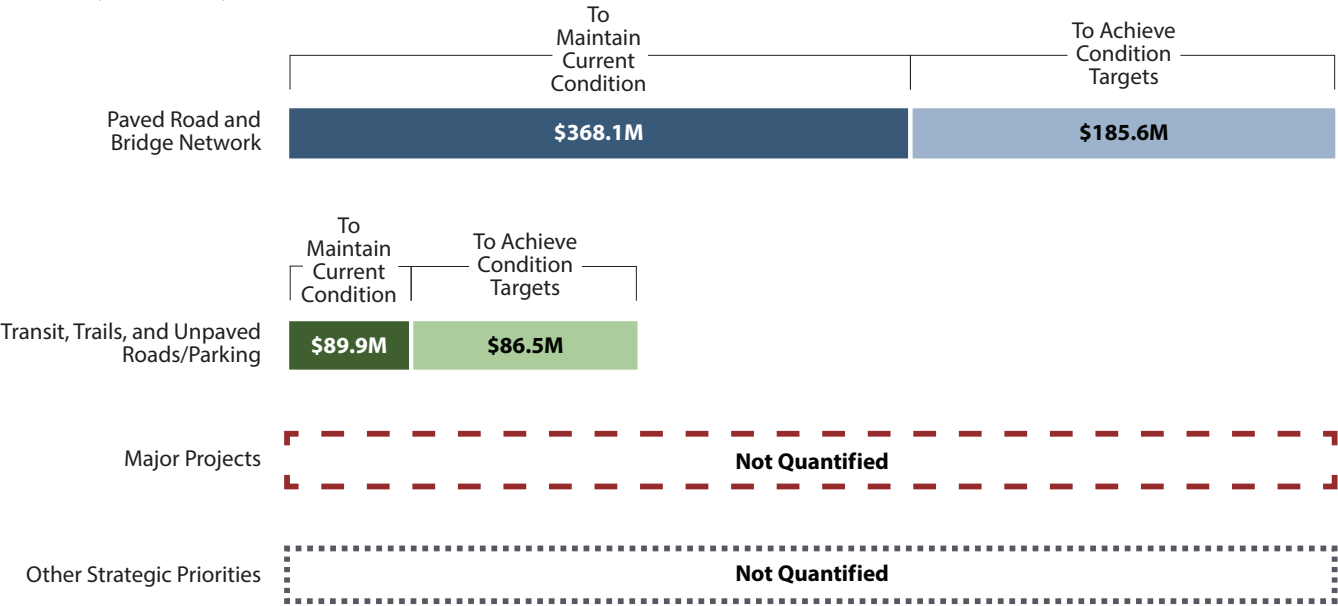 To
Maintain
Current
Condition
To Achieve
Condition
Targets
Paved Road and
Bridge Network
$368.1M
$185.6M
To
Maintain
Current
Condition
To Achieve
Condition
Targets
Transit, Trails, and Unpaved
Roads/Parking
$89.9M
$86.5M
Major Projects
Not Quantified
Other Strategic Priorities
Not Quantified